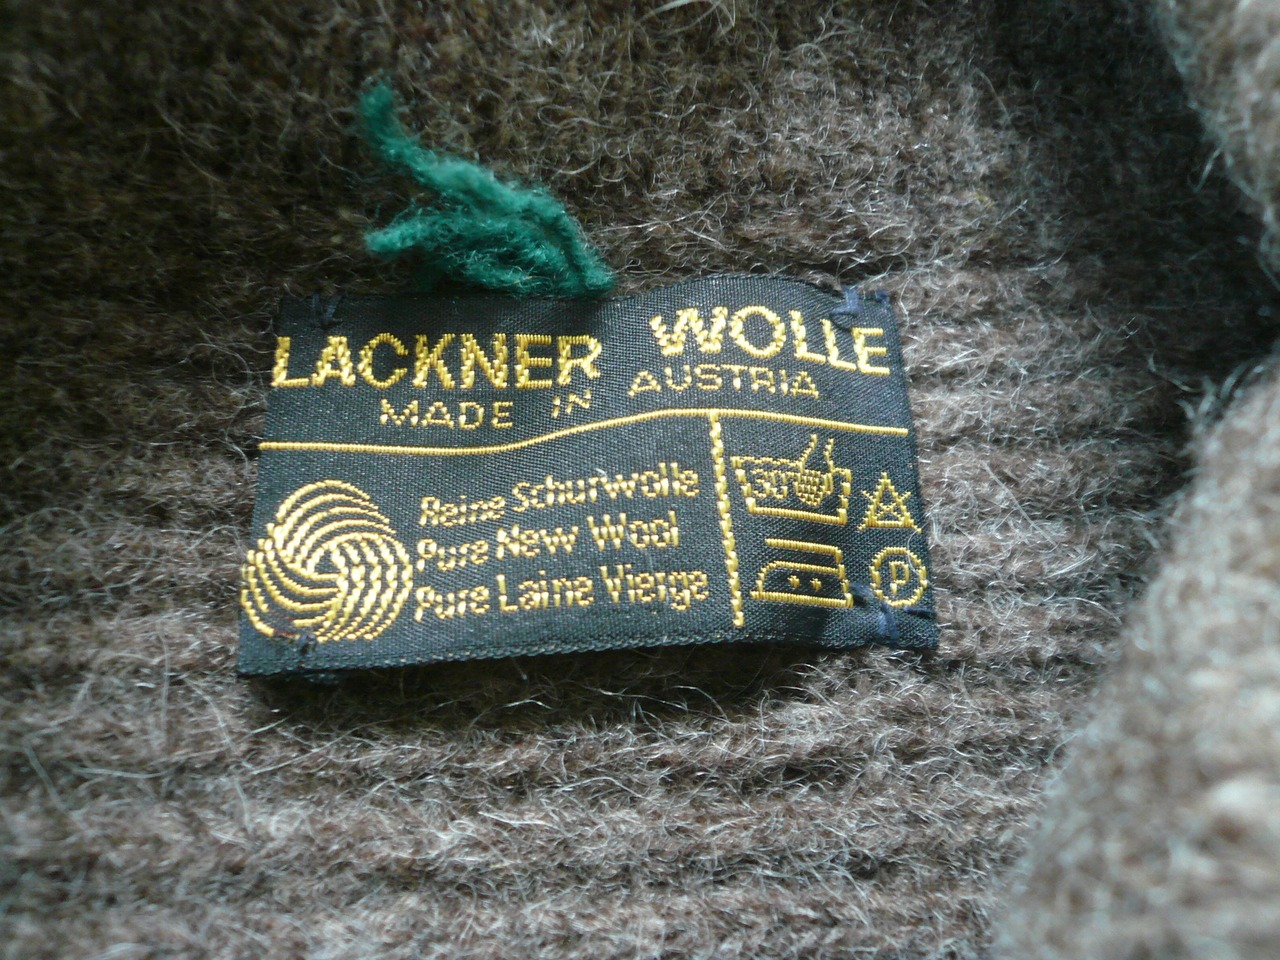 LACKNER WOLLE
MADE IN AUSTRIA
Reine Schurwolle
Pure New Wool
Pure Laine Vierge
30°
P